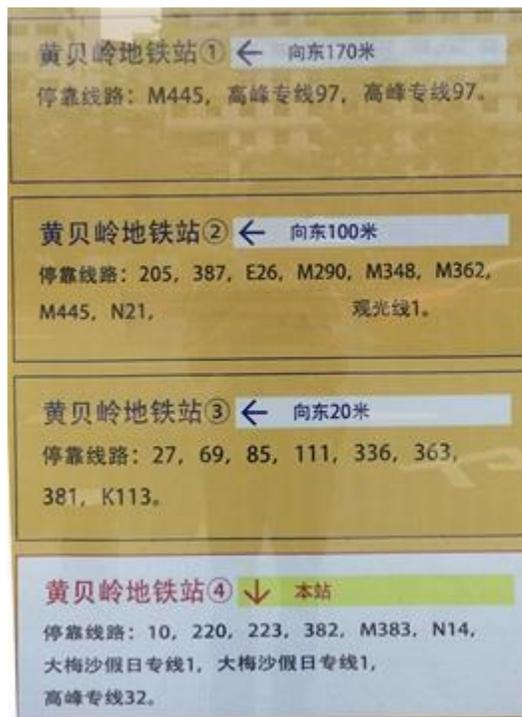 黄贝岭地铁站① ← 向东170米
停靠线路：M445，高峰专线97，高峰专线97。
黄贝岭地铁站② ← 向东100米
停靠线路：205，387，E26，M290，M348，M362，
M445，N21， 观光线1。
黄贝岭地铁站③ ← 向东20米
停靠线路：27，69，85，111，336，363，
381，K113。
黄贝岭地铁站④ ↓ 本站
停靠线路：10，220，223，382，M383，N14，
大梅沙假日专线1，大梅沙假日专线1，
高峰专线32。